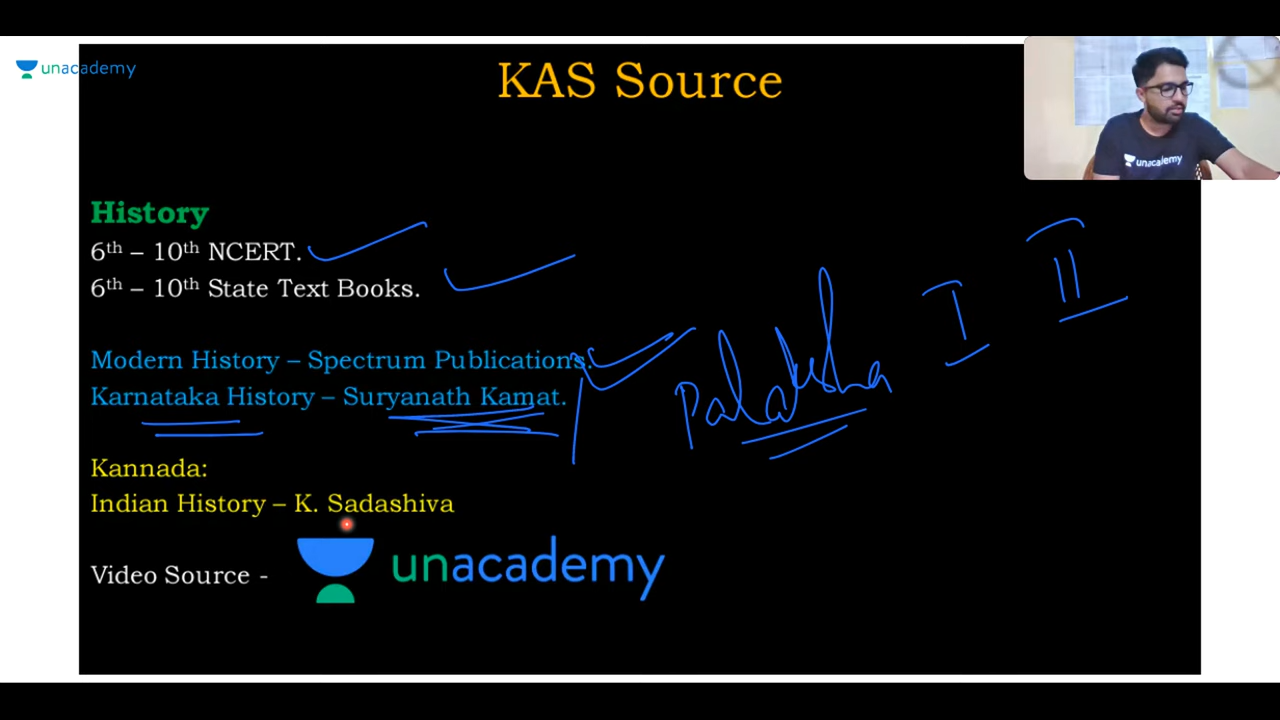 unacademy
KAS Source
unacademy
History
6th – 10th NCERT.
6th – 10th State Text Books.
Modern History – Spectrum Publications.
Karnataka History – Suryanath Kamat.
Palaksha I II
Kannada:
Indian History – K. Sadashiva
Video Source -
unacademy